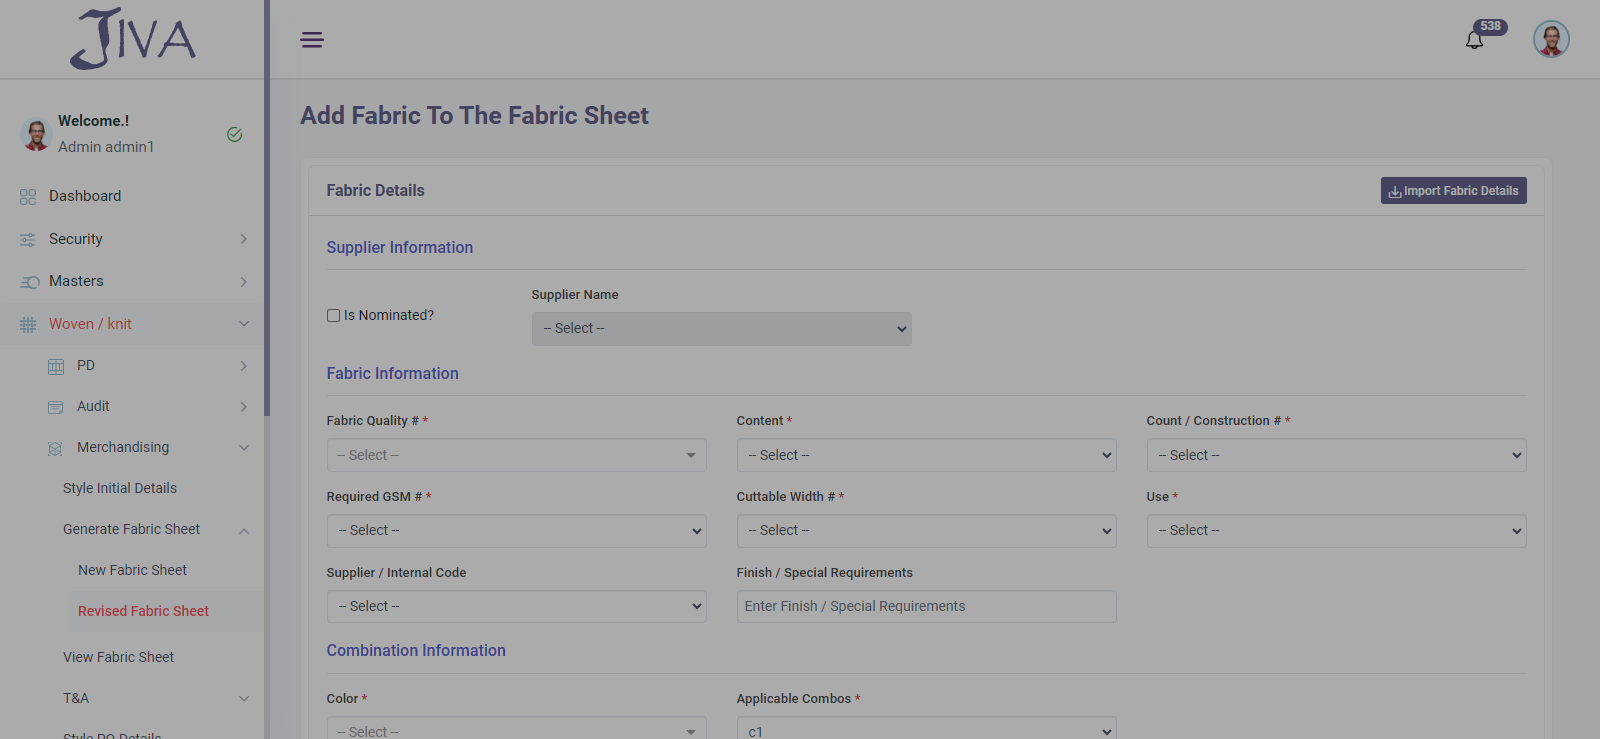 JIVA
538
Welcome.!
Admin admin1
Dashboard
Security
Masters
Woven / knit
PD
Audit
Merchandising
Style Initial Details
Generate Fabric Sheet
New Fabric Sheet
Revised Fabric Sheet
View Fabric Sheet
T&A
Style PO Details
Add Fabric To The Fabric Sheet
Fabric Details
Import Fabric Details
Supplier Information
Is Nominated?
Supplier Name
-- Select --
Fabric Information
Fabric Quality # * Content * Count / Construction # *
-- Select -- -- Select -- -- Select --
Required GSM # * Cuttable Width # * Use *
-- Select -- -- Select -- -- Select --
Supplier / Internal Code Finish / Special Requirements
-- Select -- Enter Finish / Special Requirements
Combination Information
Color * Applicable Combos *
-- Select -- c1